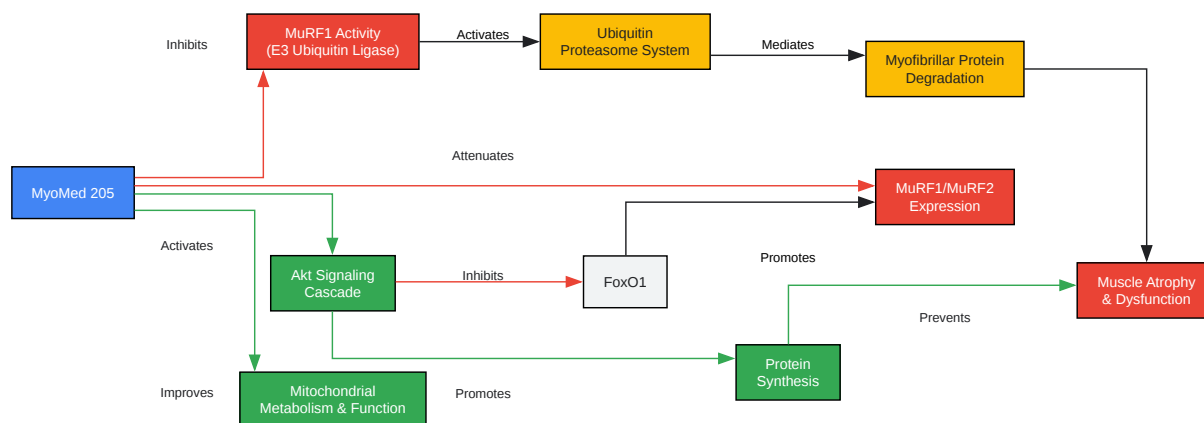 Inhibits
MuRF1 Activity
(E3 Ubiquitin Ligase)
Activates
Ubiquitin
Proteasome System
Mediates
Myofibrillar Protein
Degradation
Attenuates
MyoMed 205
MuRF1/MuRF2
Expression
Activates
Akt Signaling
Cascade
Inhibits
FoxO1
Promotes
Muscle Atrophy
& Dysfunction
Prevents
Protein
Synthesis
Improves
Mitochondrial
Metabolism & Function
Promotes